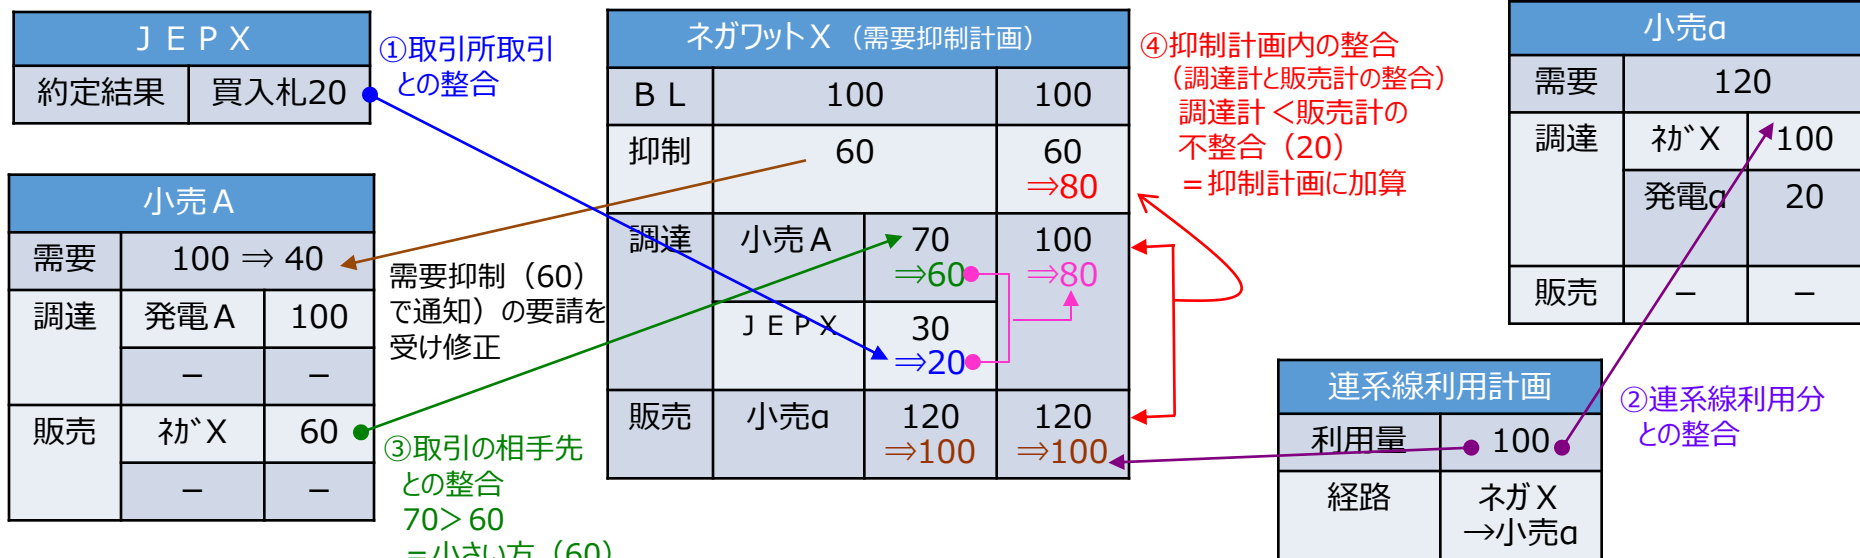 ＪＥＰＸ
約定結果 買入札20
①取引所取引
との整合
小売Ａ
需要 100 ⇒ 40
調達 発電Ａ 100
－ －
販売 ﾈｶﾞＸ 60
－ －
需要抑制（60）
で通知）の要請を
受け修正
③取引の相手先
との整合
70＞60
＝小さい方（60）
ネガワットＸ（需要抑制計画）
ＢＬ 100 100
抑制 60 60
⇒80
調達 小売Ａ 70 100
⇒60 ⇒80
ＪＥＰＸ 30
⇒20
販売 小売α 120 120
⇒100 ⇒100
④抑制計画内の整合
（調達計と販売計の整合）
調達計＜販売計の
不整合（20）
＝抑制計画に加算
小売α
需要 120
調達 ﾈｶﾞＸ 100
発電α 20
販売 － －
連系線利用計画
利用量 100
経路 ネガＸ
→小売α
②連系線利用分
との整合